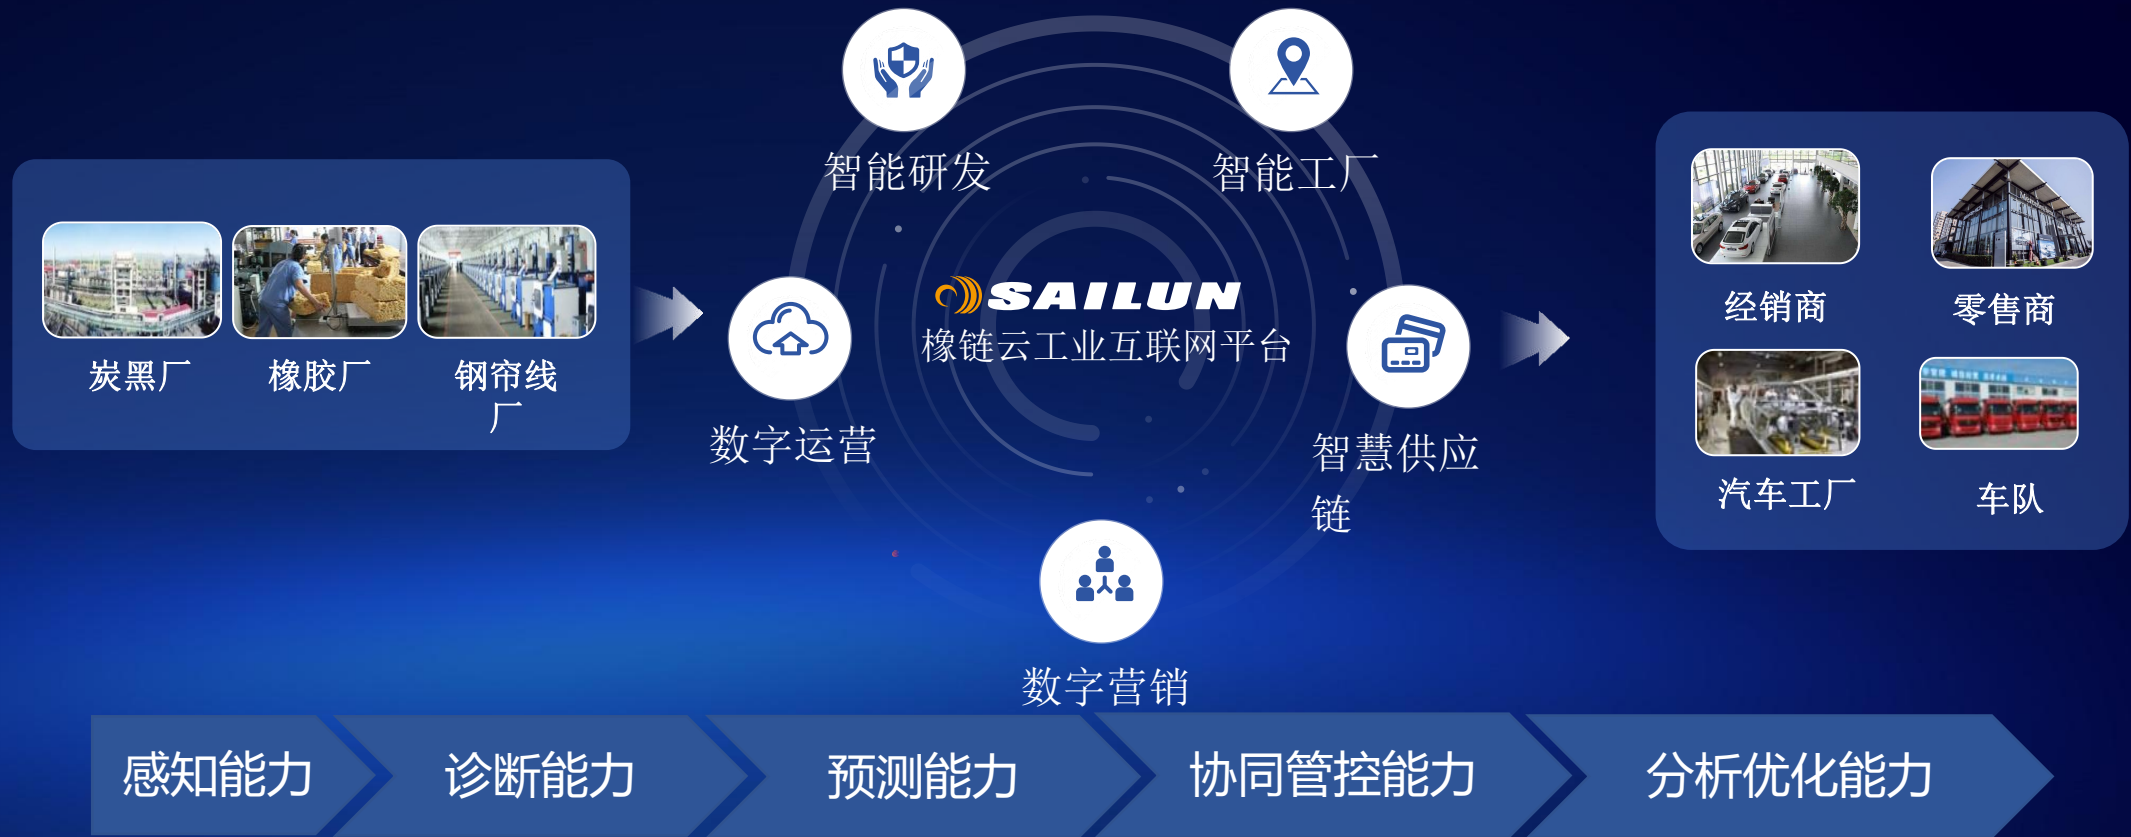 智能研发
智能工厂
炭黑厂
橡胶厂
钢帘线
厂
SAILUN
橡链云工业互联网平台
数字运营
智慧供应
链
数字营销
经销商
零售商
汽车工厂
车队
感知能力
诊断能力
预测能力
协同管控能力
分析优化能力